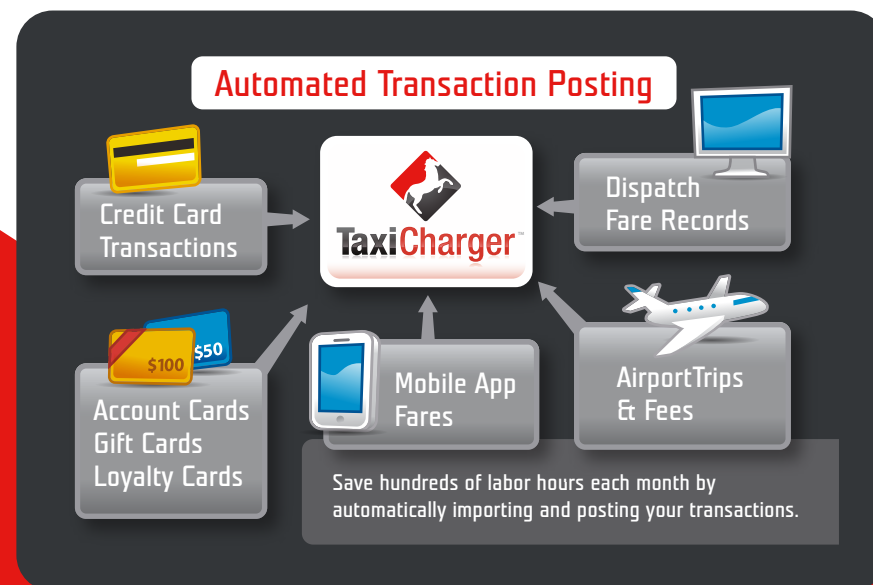 Automated Transaction Posting
Credit Card
Transactions
TaxiCharger™
Dispatch
Fare Records
$100
$50
Account Cards
Gift Cards
Loyalty Cards
Mobile App
Fares
AirportTrips
& Fees
Save hundreds of labor hours each month by
automatically importing and posting your transactions.